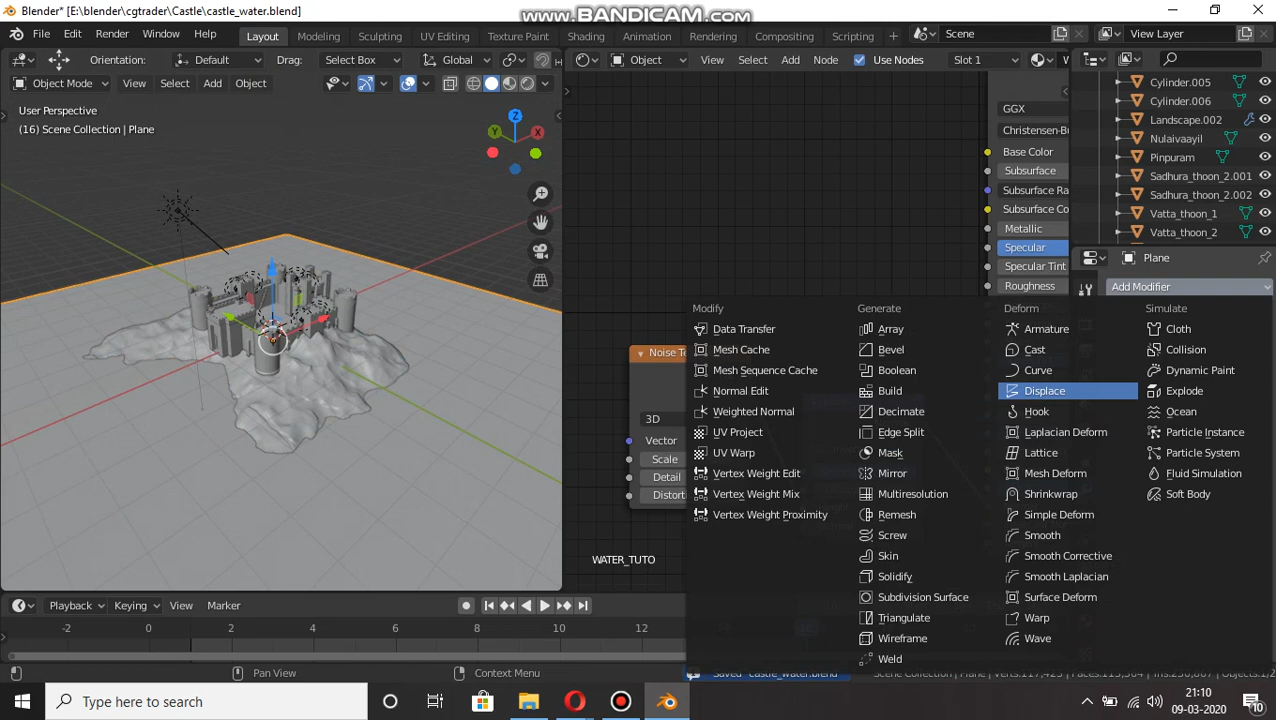 Blender* [E:\blender\cgtrader\Castle\castle_water.blend]
www.BANDICAM.com
File Edit Render Window Help
Layout Modeling Sculpting UV Editing Texture Paint Shading Animation Rendering Compositing Scripting
Scene
View Layer
Orientation: Default Drag: Select Box Global
Object View Select Add Node Use Nodes Slot 1
Object Mode View Select Add Object
User Perspective
(16) Scene Collection | Plane
Z
Y
X
GGX
Christensen-Bu
Base Color
Subsurface
Subsurface Ra
Subsurface Co
Metallic
Specular
Specular Tint
Roughness
Noise Te
3D
Vector
Scale
Detail
Distorti
WATER_TUTO
Cylinder.005
Cylinder.006
Landscape.002
Nulaivaayil
Pinpuram
Sadhura_thoon_2.001
Sadhura_thoon_2.002
Vatta_thoon_1
Vatta_thoon_2
Plane
Add Modifier
Modify
Data Transfer
Mesh Cache
Mesh Sequence Cache
Normal Edit
Weighted Normal
UV Project
UV Warp
Vertex Weight Edit
Vertex Weight Mix
Vertex Weight Proximity
Generate
Array
Bevel
Boolean
Build
Decimate
Edge Split
Mask
Mirror
Multiresolution
Remesh
Screw
Skin
Solidify
Subdivision Surface
Triangulate
Wireframe
Weld
Deform
Armature
Cast
Curve
Displace
Hook
Laplacian Deform
Lattice
Mesh Deform
Shrinkwrap
Simple Deform
Smooth
Smooth Corrective
Smooth Laplacian
Surface Deform
Warp
Wave
Simulate
Cloth
Collision
Dynamic Paint
Explode
Ocean
Particle Instance
Particle System
Fluid Simulation
Soft Body
Playback Keying View Marker
-2 0 2 4 6 8 10 12
Pan View
Context Menu
Saved "castle_water.blend"
Scene Collection | Plane
Type here to search
21:10
09-03-2020
10